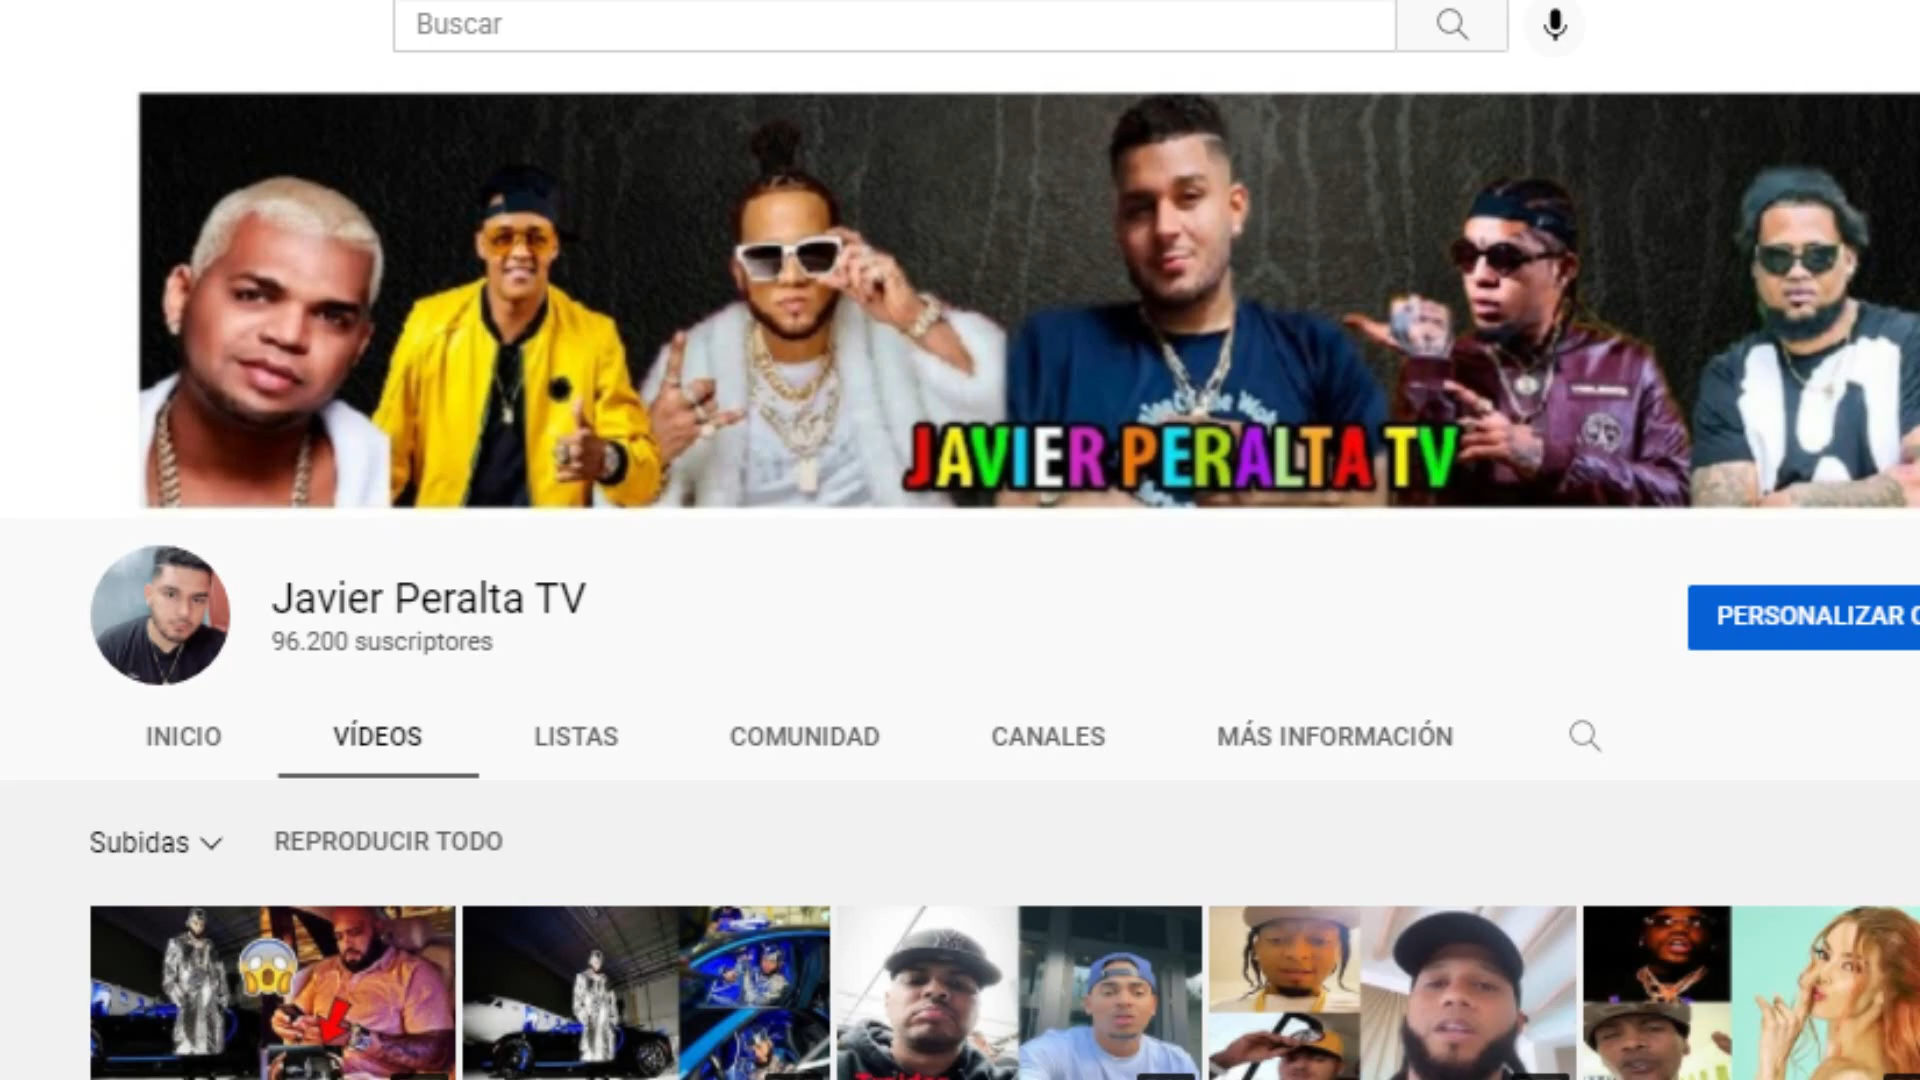 Buscar
JAVIER PERALTA TV
Javier Peralta TV
96.200 suscriptores
PERSONALIZAR
INICIO
VÍDEOS
LISTAS
COMUNIDAD
CANALES
MÁS INFORMACIÓN
Subidas
REPRODUCIR TODO